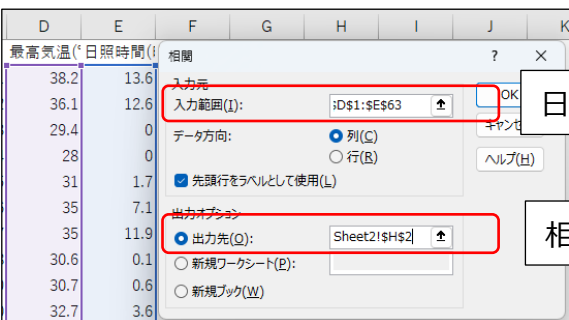 D E F G H I J K
最高気温(° 日照時間(
38.2 13.6
36.1 12.6
29.4 0
28 0
31 1.7
35 7.1
35 11.9
30.6 0.1
30.7 0.6
32.7 3.6
相関 ? ×
入力元
入力範囲(I): $D$1:$E$63
データ方向: 列(C)
行(R)
先頭行をラベルとして使用(L)
出力オプション
出力先(O): Sheet2!$H$2
新規ワークシート(P):
新規ブック(W)
OK
キャンセ
ヘルプ(H)
日
相